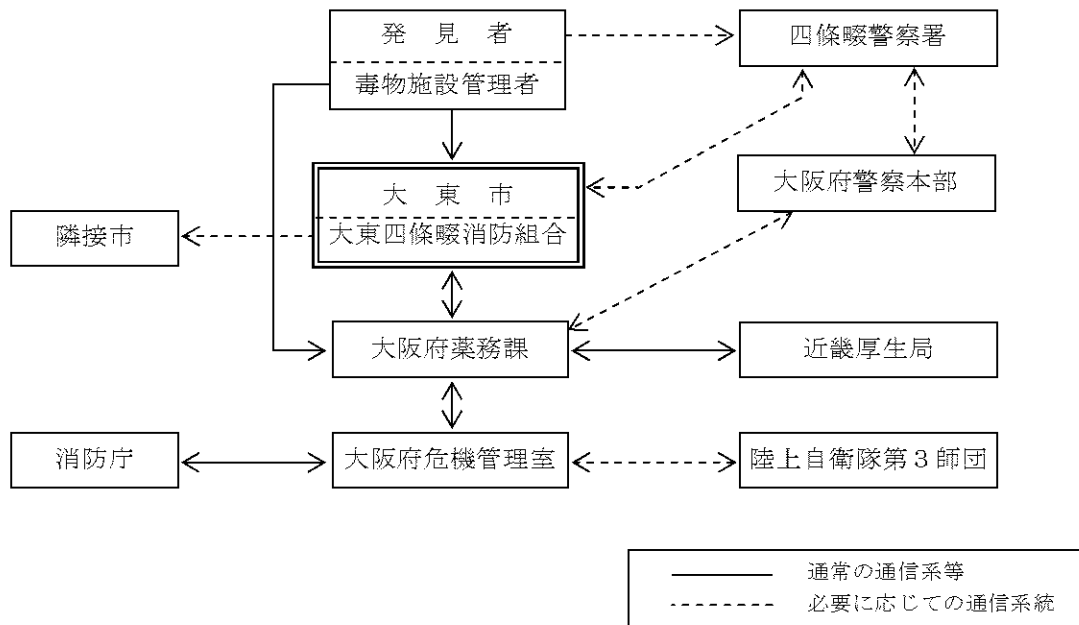 発見者
毒物施設管理者
四條畷警察署
大東市
大東四條畷消防組合
大阪府警察本部
隣接市
大阪府薬務課
近畿厚生局
消防庁
大阪府危機管理室
陸上自衛隊第３師団
通常の通信系等
必要に応じての通信系統